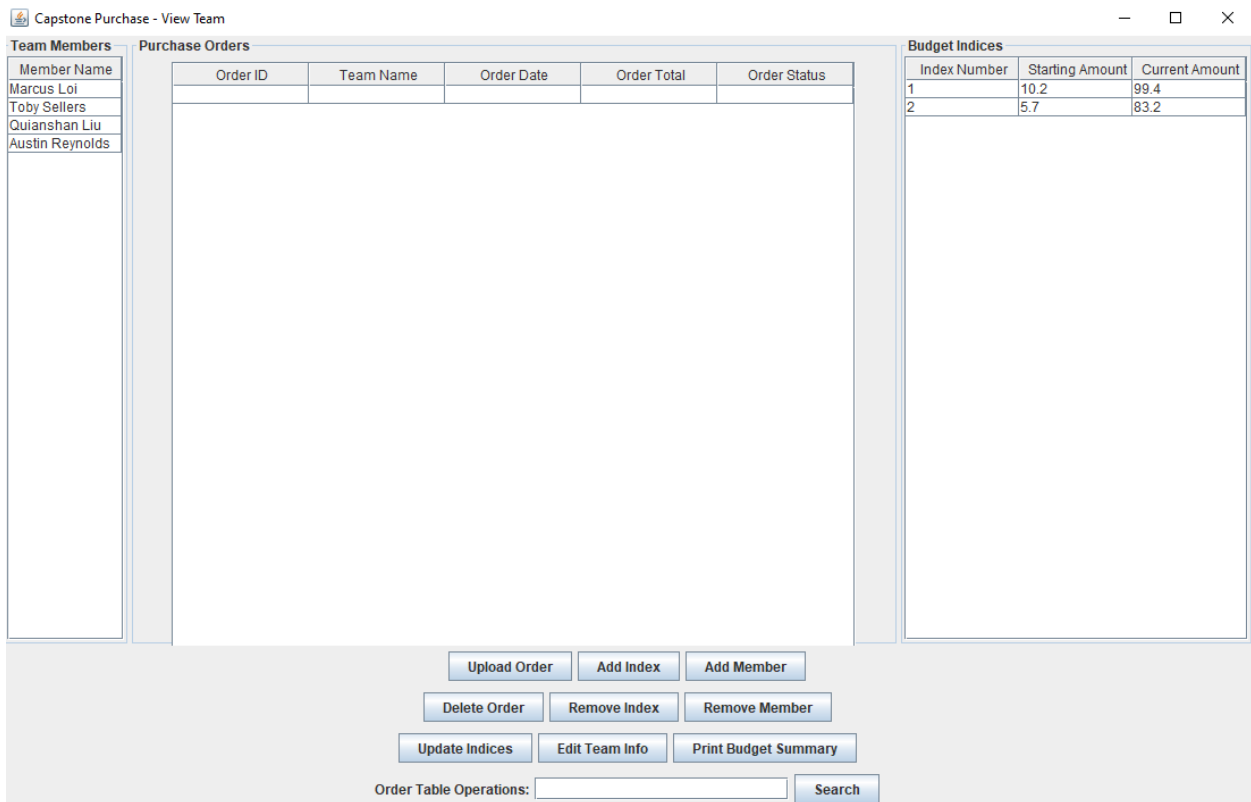 Capstone Purchase - View Team
Team Members
Member Name
Marcus Loi
Toby Sellers
Quianshan Liu
Austin Reynolds
Purchase Orders
Order ID Team Name Order Date Order Total Order Status
Budget Indices
Index Number Starting Amount Current Amount
1 10.2 99.4
2 5.7 83.2
Upload Order Add Index Add Member
Delete Order Remove Index Remove Member
Update Indices Edit Team Info Print Budget Summary
Order Table Operations: Search